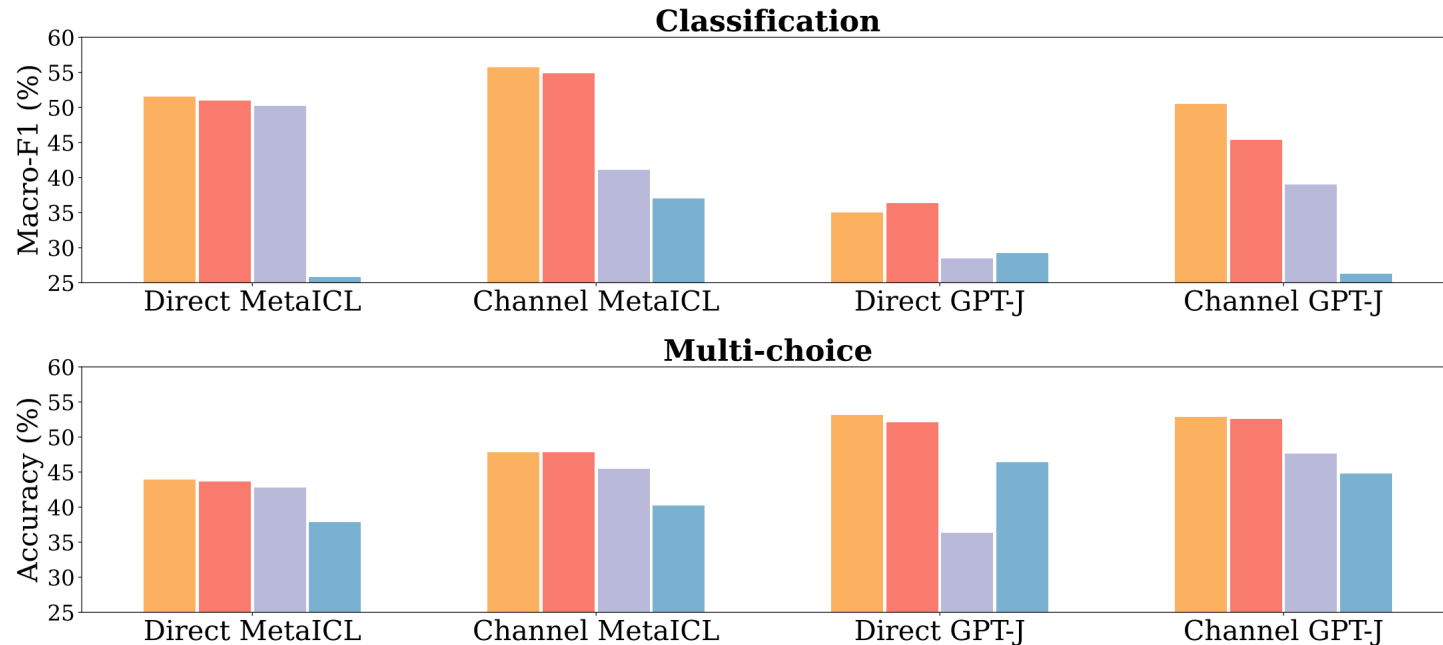 Classification
Macro-F1 (%)
60
55
50
45
40
35
30
25
Direct MetaICL
Channel MetaICL
Direct GPT-J
Channel GPT-J
Multi-choice
Accuracy (%)
60
55
50
45
40
35
30
25
Direct MetaICL
Channel MetaICL
Direct GPT-J
Channel GPT-J